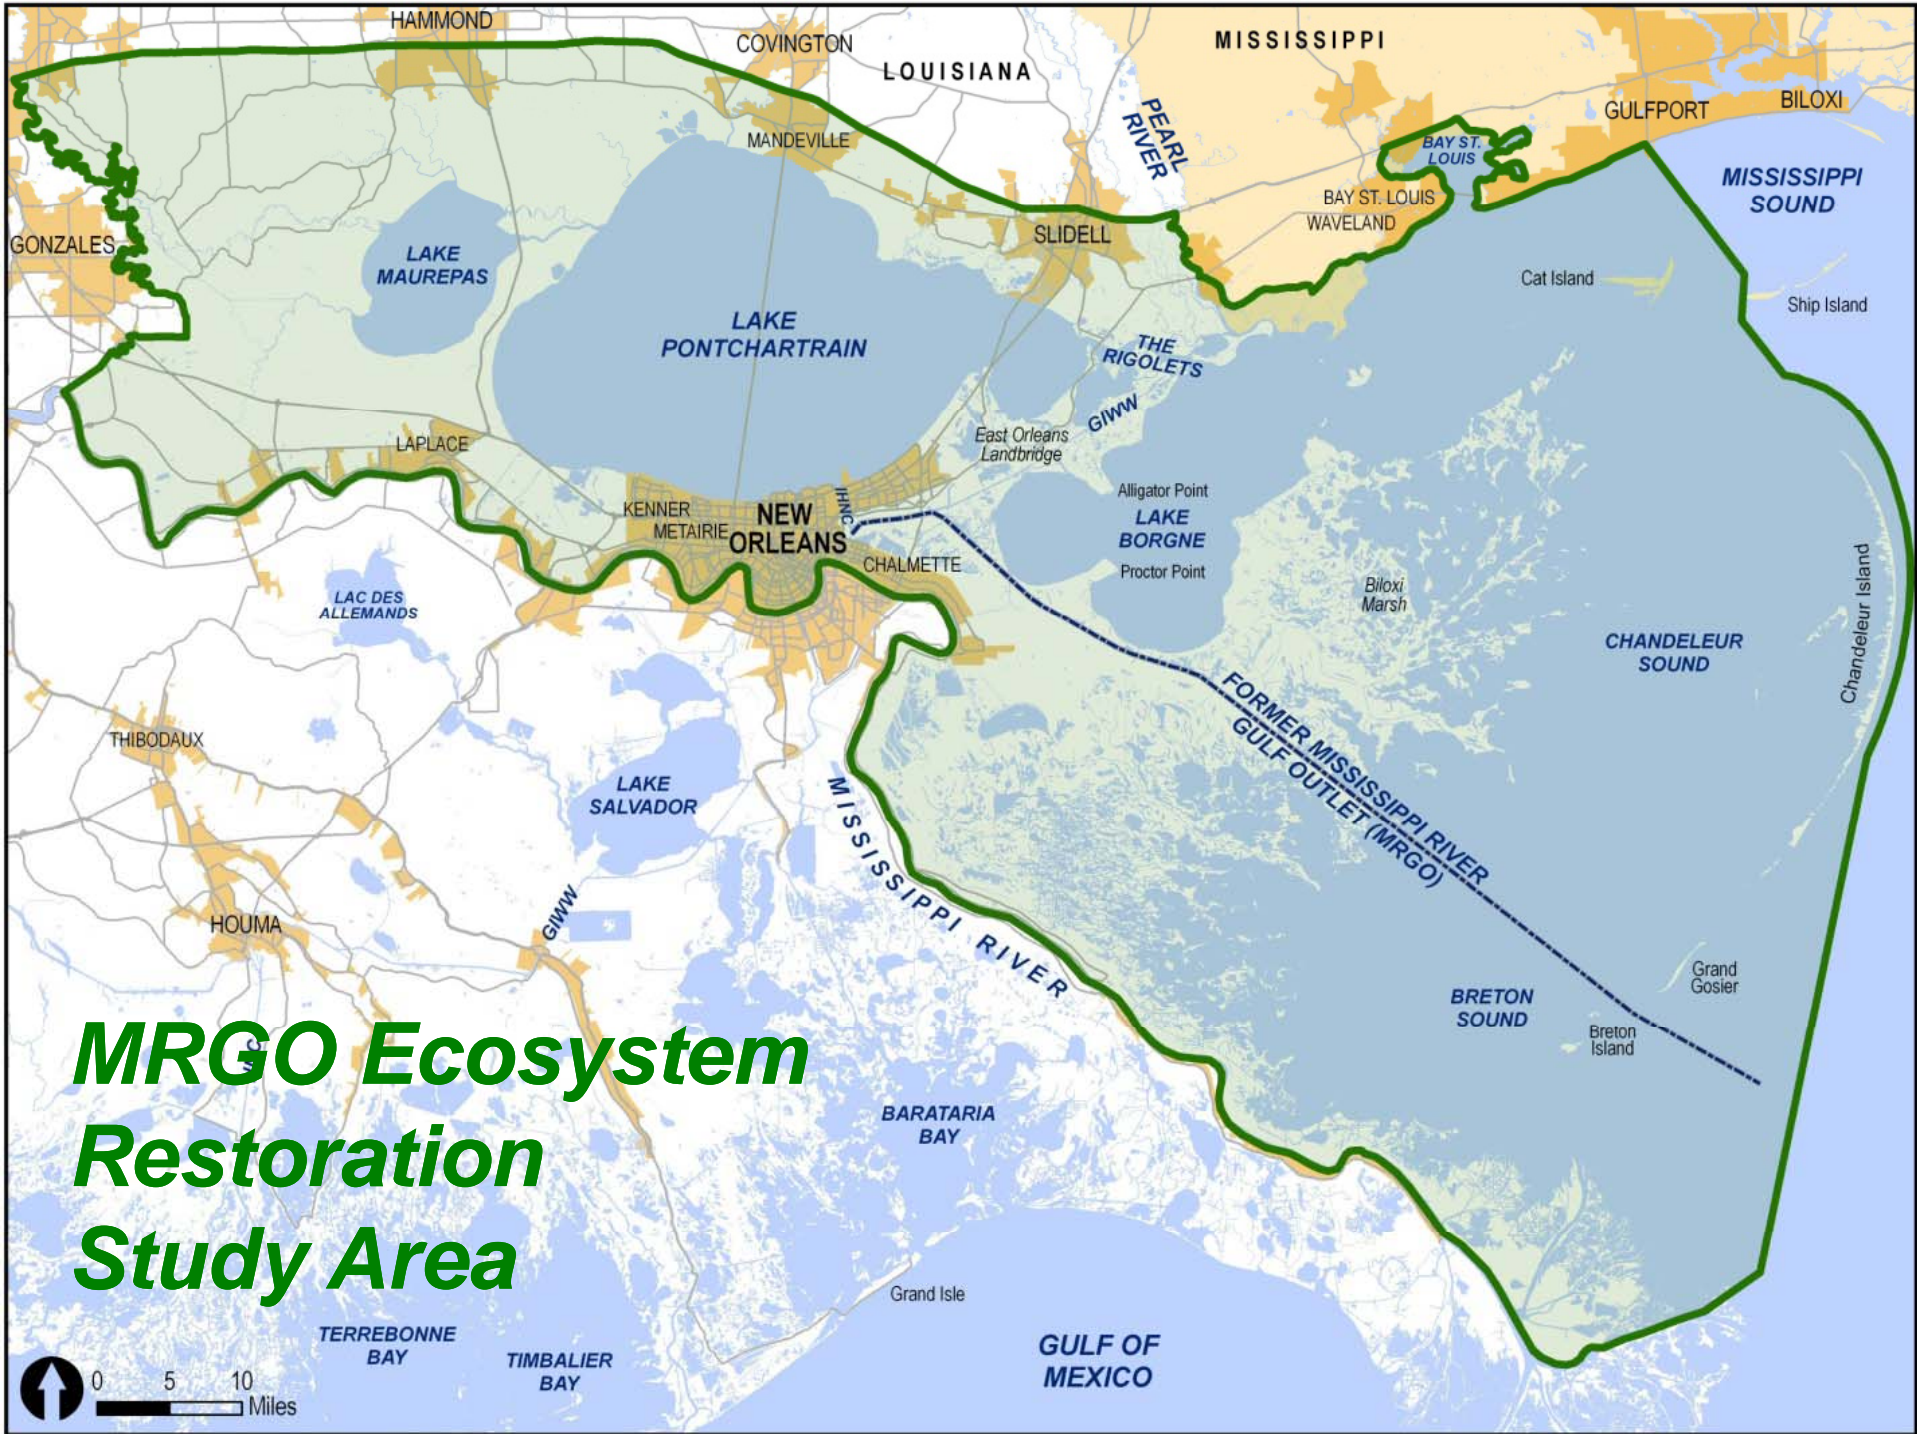 HAMMOND
COVINGTON
LOUISIANA
MISSISSIPPI
PEARL
RIVER
GULFPORT
BILOXI
MANDEVILLE
BAY ST.
LOUIS
BAY ST. LOUIS
WAVELAND
MISSISSIPPI
SOUND
GONZALES
LAKE
MAUREPAS
SLIDELL
Cat Island
Ship Island
LAKE
PONTCHARTRAIN
THE
RIGOLETS
GIWW
East Orleans
Landbridge
LAPLACE
KENNER
METAIRIE
NEW
ORLEANS
IHNC
CHALMETTE
Alligator Point
LAKE
BORGNE
Proctor Point
Biloxi
Marsh
LAC DES
ALLEMANDS
CHANDELEUR
SOUND
Chandeleur Island
FORMER MISSISSIPPI RIVER
GULF OUTLET (MRGO)
THIBODAUX
LAKE
SALVADOR
MISSISSIPPI RIVER
HOUMA
GIWW
Grand
Gosier
BRETON
SOUND
Breton
Island
MRGO Ecosystem
Restoration
Study Area
BARATARIA
BAY
Grand Isle
TERREBONNE
BAY
TIMBALIER
BAY
GULF OF
MEXICO
0 5 10
Miles